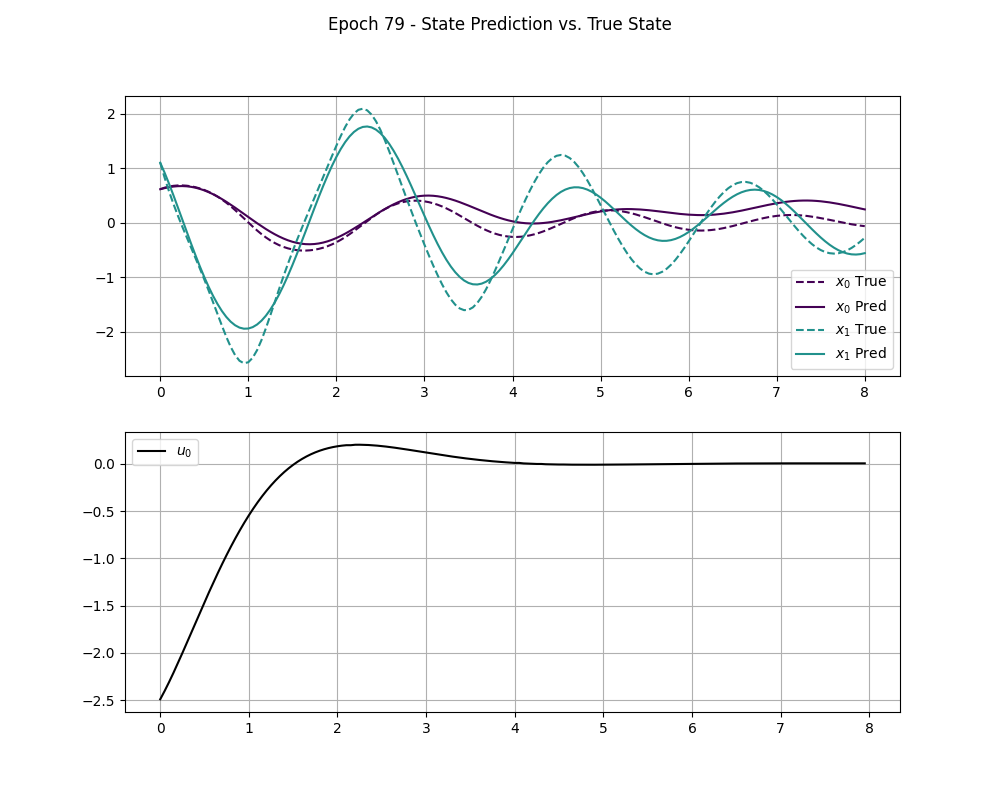 Epoch 79 - State Prediction vs. True State
2
1
0
−1
−2
x₀ True
x₀ Pred
x₁ True
x₁ Pred
0 1 2 3 4 5 6 7 8
u₀
0.0
−0.5
−1.0
−1.5
−2.0
−2.5
0 1 2 3 4 5 6 7 8